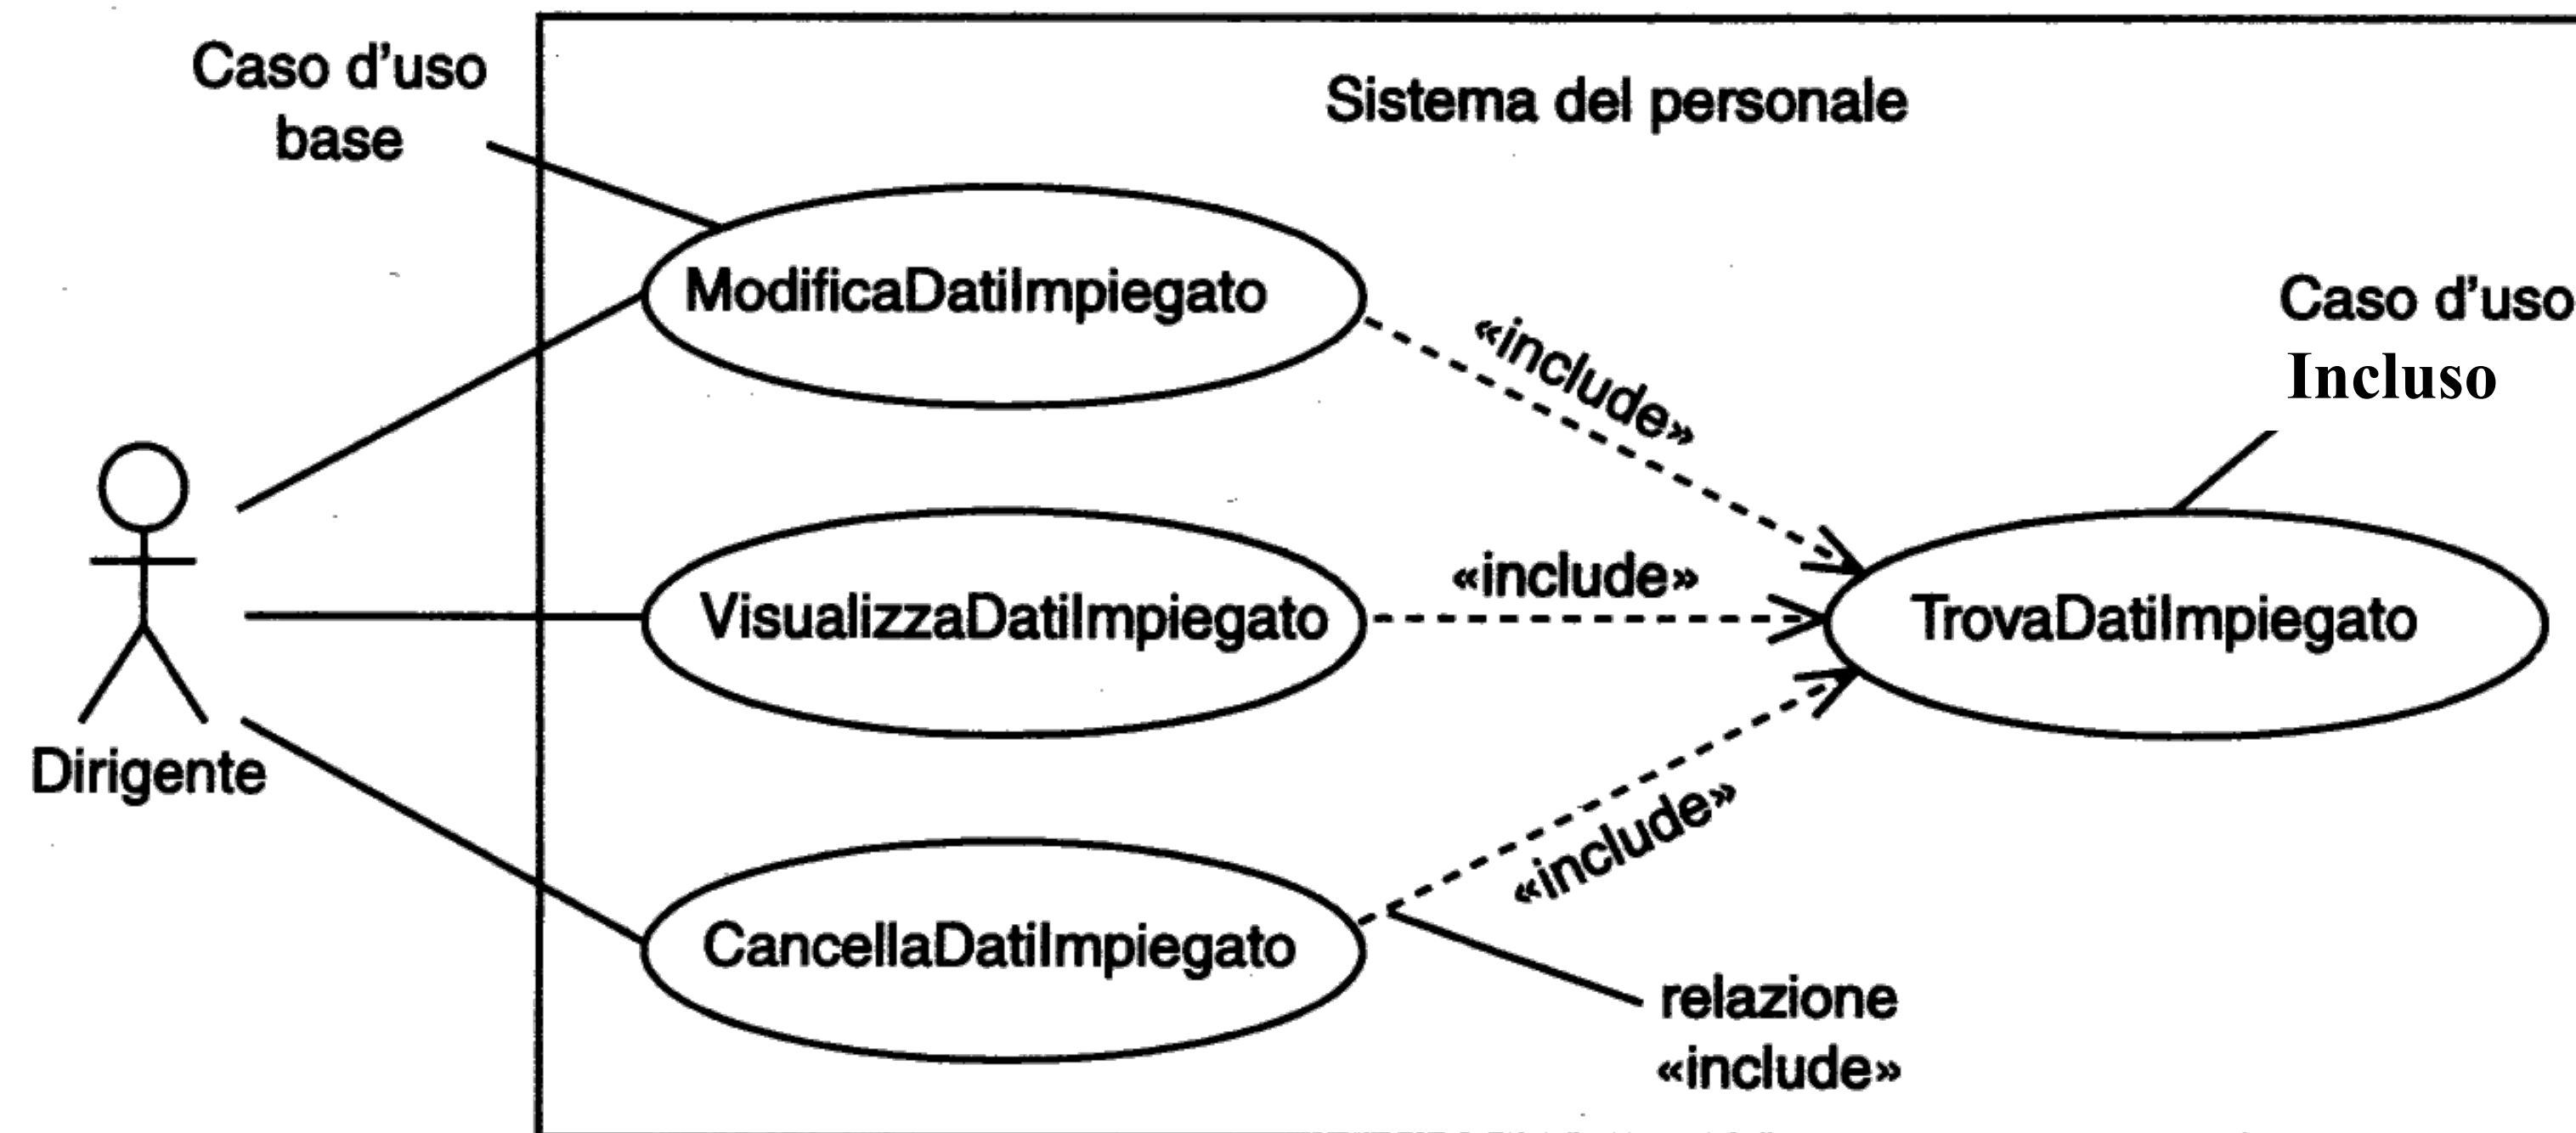 Caso d'uso
base
Sistema del personale
ModificaDatiImpiegato
«include»
Caso d'uso
Incluso
VisualizzaDatiImpiegato
«include»
TrovaDatiImpiegato
Dirigente
CancellaDatiImpiegato
«include»
relazione
«include»